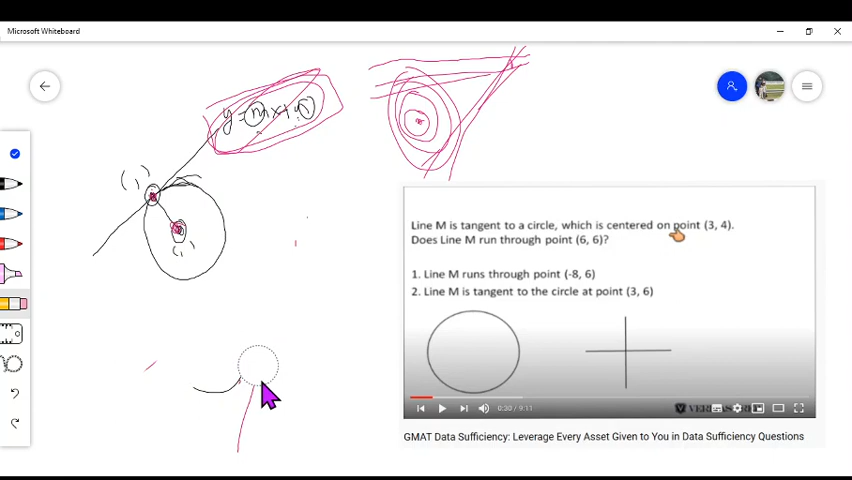 Microsoft Whiteboard
y = mx + c
( , )
( , )
Line M is tangent to a circle, which is centered on point (3, 4).
Does Line M run through point (6, 6)?
1. Line M runs through point (-8, 6)
2. Line M is tangent to the circle at point (3, 6)
0:30 / 9:11
GMAT Data Sufficiency: Leverage Every Asset Given to You in Data Sufficiency Questions